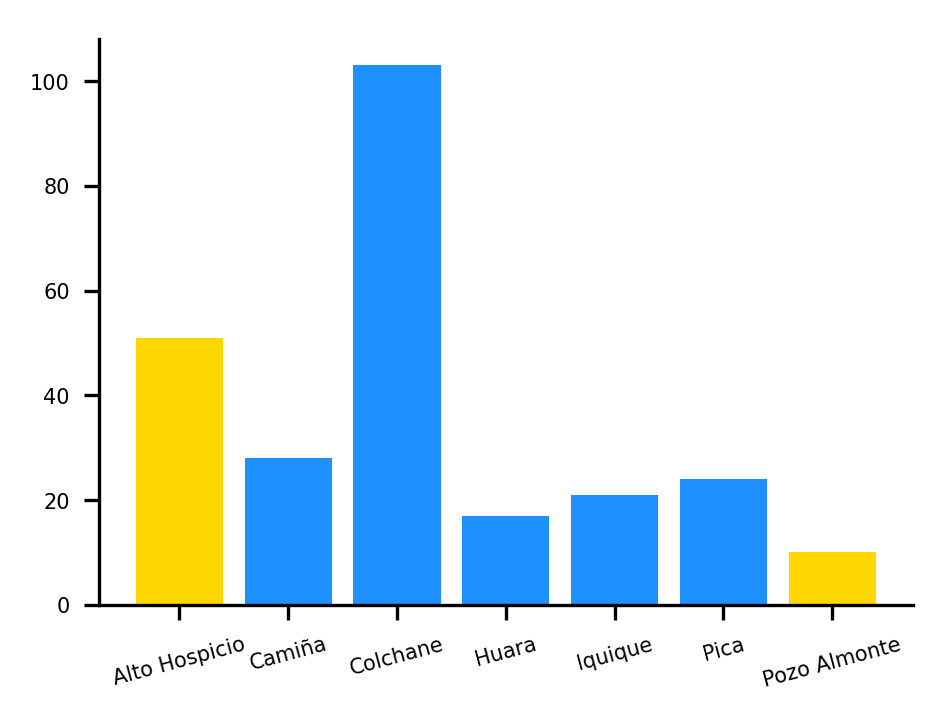 100
80
60
40
20
0
Alto Hospicio
Camiña
Colchane
Huara
Iquique
Pica
Pozo Almonte